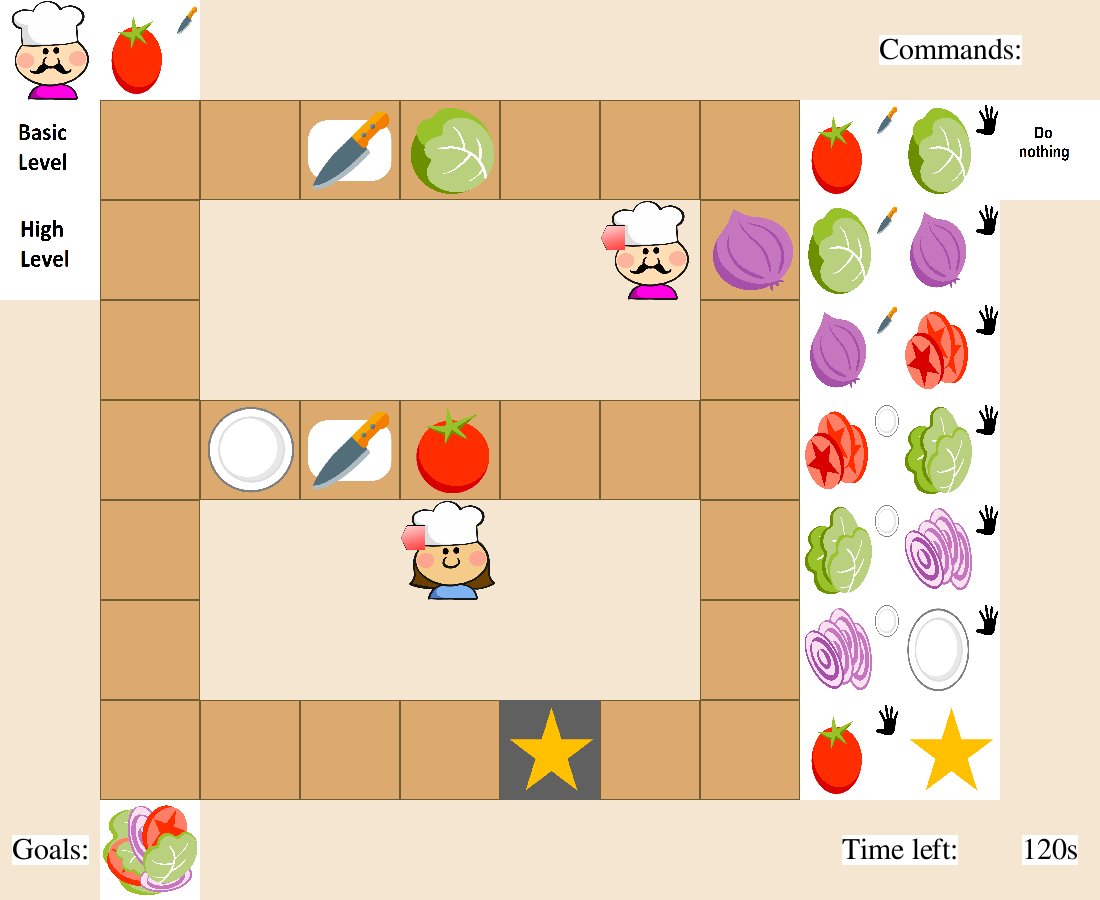 Commands:
Basic
Level
Do
nothing
High
Level
Goals:
Time left:
120s